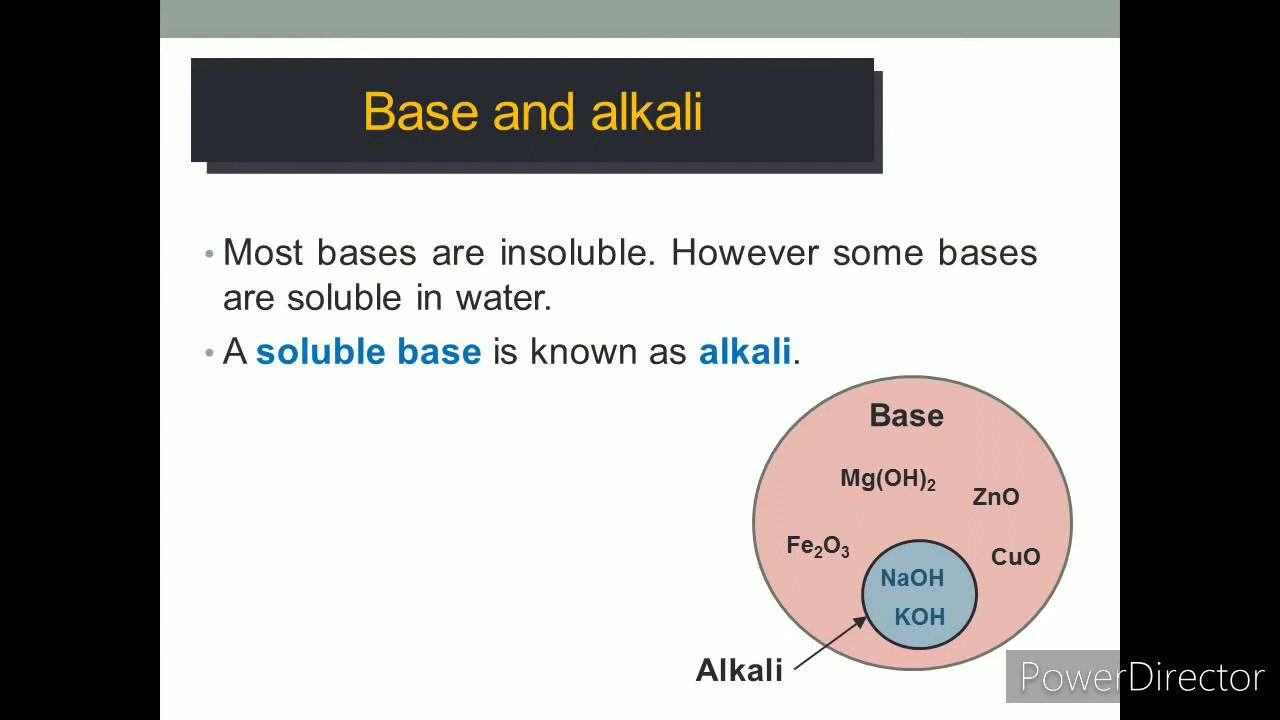 Base and alkali
• Most bases are insoluble. However some bases
are soluble in water.
• A soluble base is known as alkali.
Base
Mg(OH)₂
ZnO
Fe₂O₃
CuO
NaOH
KOH
Alkali
PowerDirector